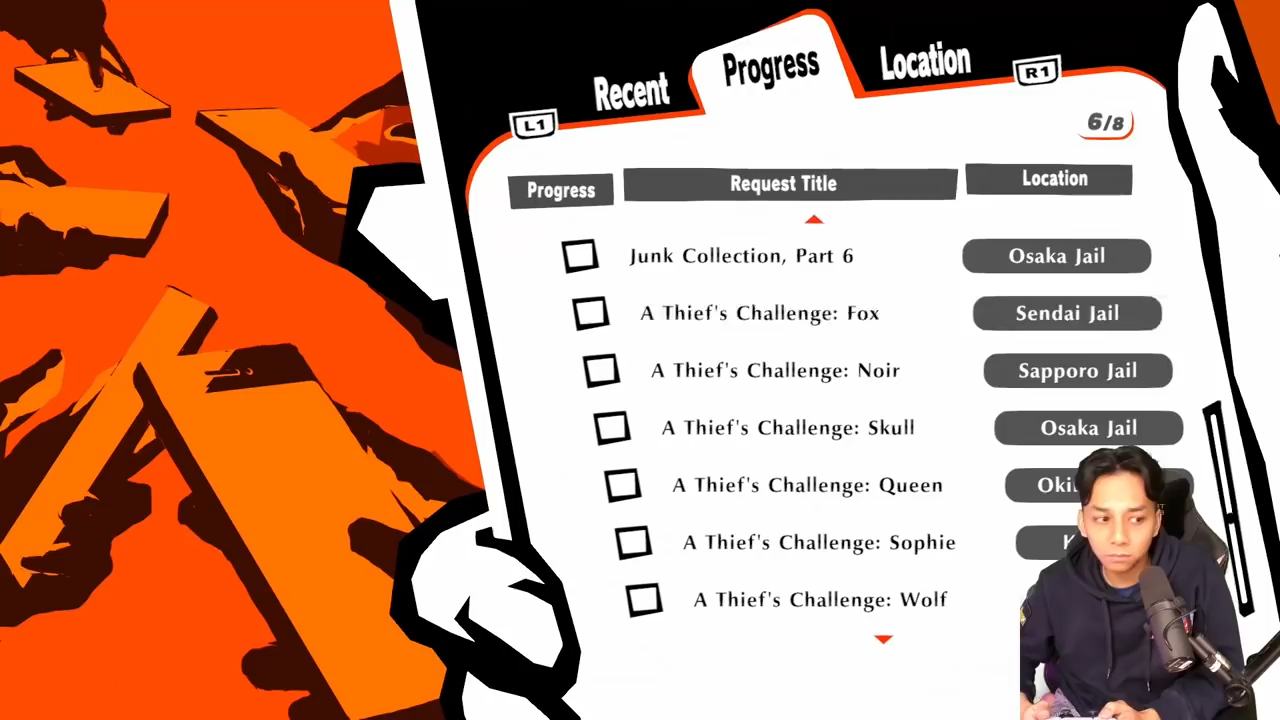 Recent Progress Location
L1 R1
6/8
Progress Request Title Location
Junk Collection, Part 6 Osaka Jail
A Thief's Challenge: Fox Sendai Jail
A Thief's Challenge: Noir Sapporo Jail
A Thief's Challenge: Skull Osaka Jail
A Thief's Challenge: Queen
A Thief's Challenge: Sophie
A Thief's Challenge: Wolf